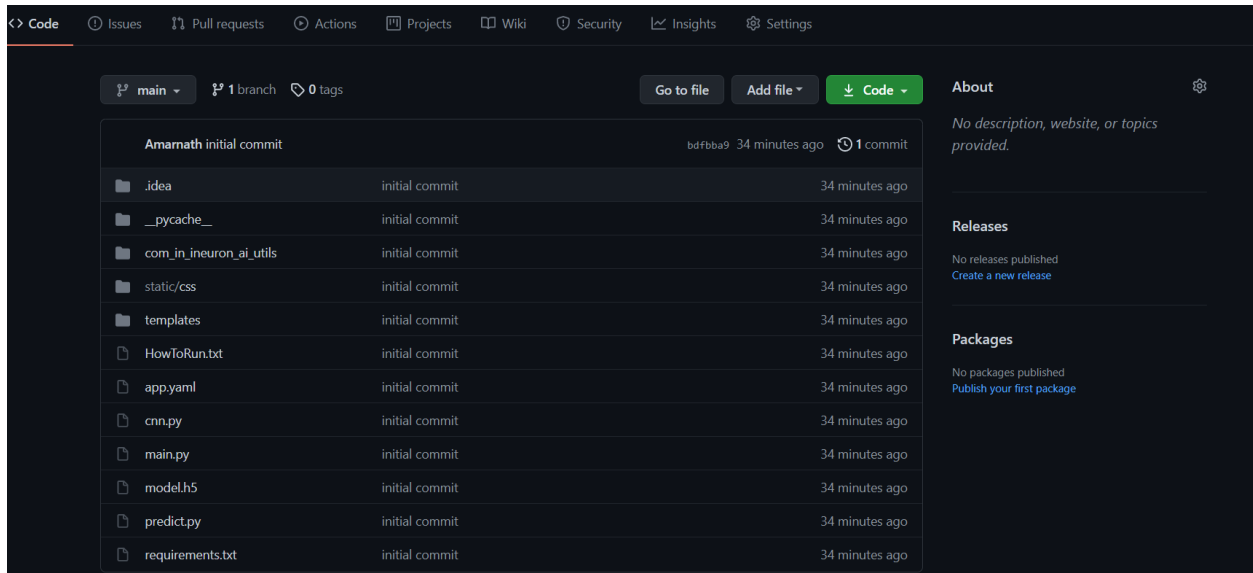 <> Code Issues Pull requests Actions Projects Wiki Security Insights Settings
main 1 branch 0 tags Go to file Add file Code
Amarnath initial commit bdfbba9 34 minutes ago 1 commit
.idea initial commit 34 minutes ago
__pycache__ initial commit 34 minutes ago
com_in_ineuron_ai_utils initial commit 34 minutes ago
static/css initial commit 34 minutes ago
templates initial commit 34 minutes ago
HowToRun.txt initial commit 34 minutes ago
app.yaml initial commit 34 minutes ago
cnn.py initial commit 34 minutes ago
main.py initial commit 34 minutes ago
model.h5 initial commit 34 minutes ago
predict.py initial commit 34 minutes ago
requirements.txt initial commit 34 minutes ago
About
No description, website, or topics
provided.
Releases
No releases published
Create a new release
Packages
No packages published
Publish your first package